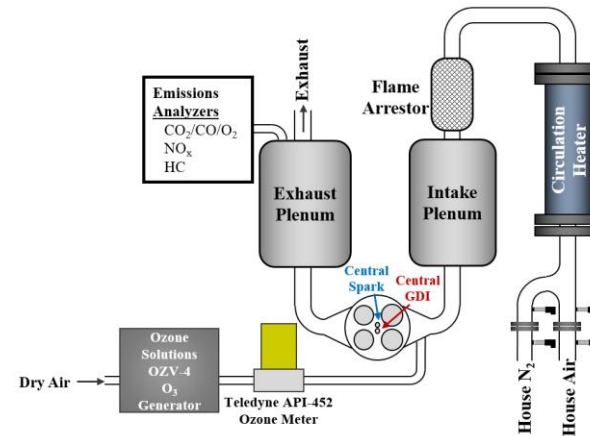 Emissions
Analyzers
CO₂/CO/O₂
NOₓ
HC
Exhaust
Flame
Arrestor
Circulation
Heater
Exhaust
Plenum
Intake
Plenum
Central
Spark
Central
GDI
Dry Air
Ozone
Solutions
OZV-4
O₃
Generator
Teledyne API-452
Ozone Meter
House N₂
House Air